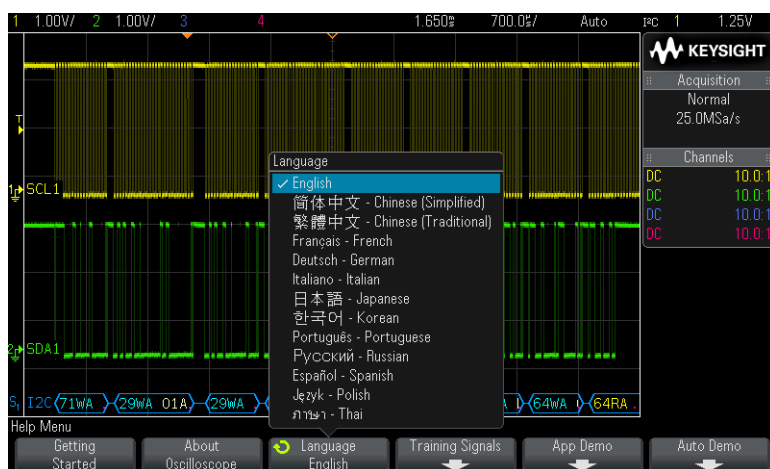 1 1.00V/ 2 1.00V/ 3 4 1.650s 700.0s/ Auto I²C 1 1.25V
KEYSIGHT
Acquisition
Normal
25.0MSa/s
Channels
DC 10.0:1
DC 10.0:1
DC 10.0:1
DC 10.0:1
T
1 SCL1
2 SDA1
Language
English
简体中文 - Chinese (Simplified)
繁體中文 - Chinese (Traditional)
Français - French
Deutsch - German
Italiano - Italian
日本語 - Japanese
한국어 - Korean
Português - Portuguese
Русский - Russian
Español - Spanish
Język - Polish
ภาษา - Thai
S1 I2C 71WA 29WA 01A 29WA 64WA 64RA
Help Menu
Getting Started
About Oscilloscope
Language English
Training Signals
App Demo
Auto Demo